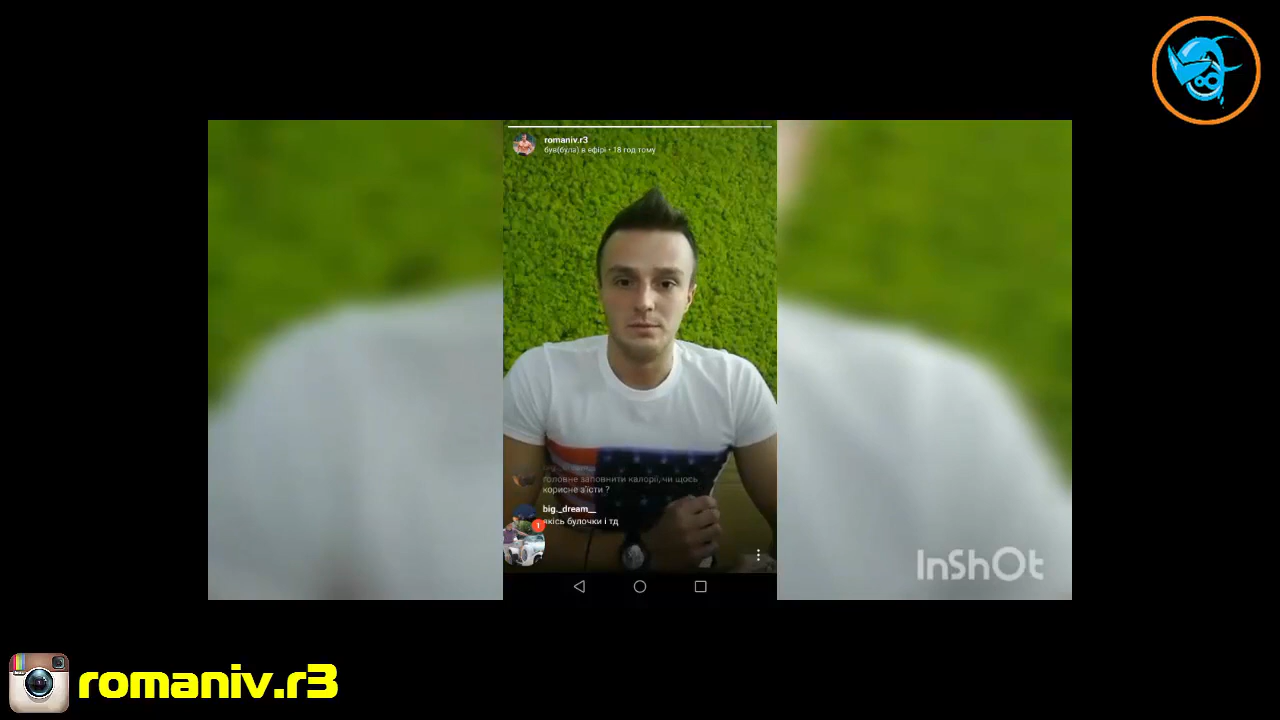 romaniv.r3
був(була) в ефірі • 18 год тому
головне заповнити калорії,чи щось
корисне з'їсти ?
big._dream__
якісь булочки і тд
1
InShOt
romaniv.r3